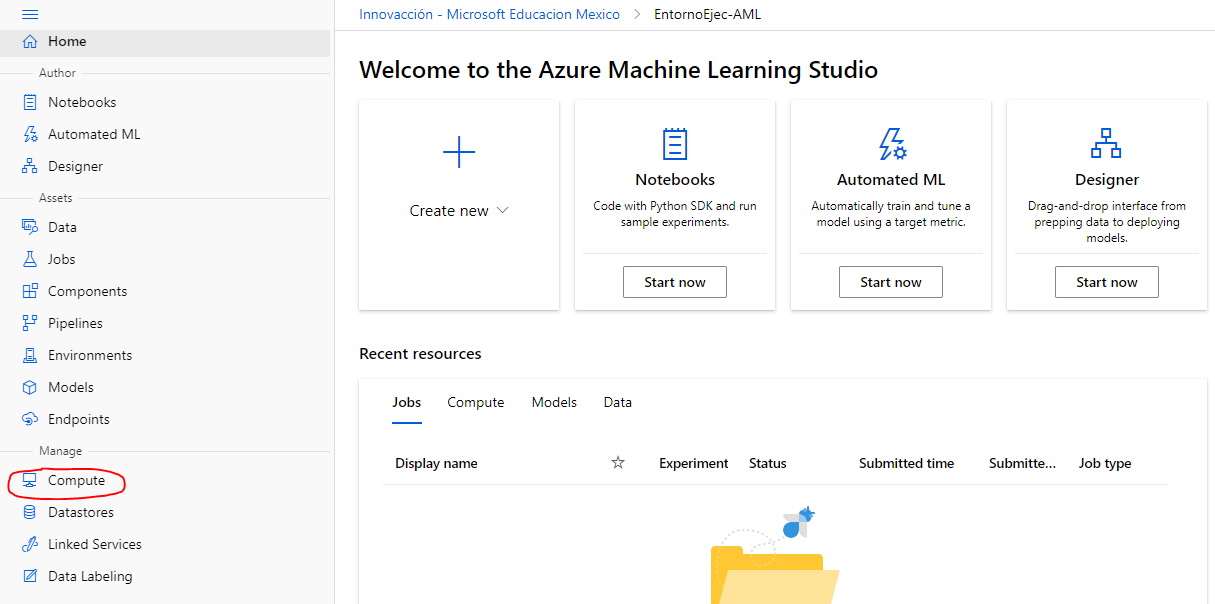 Innovacción - Microsoft Educacion Mexico > EntornoEjec-AML
Home
Author
Notebooks
Automated ML
Designer
Assets
Data
Jobs
Components
Pipelines
Environments
Models
Endpoints
Manage
Compute
Datastores
Linked Services
Data Labeling
Welcome to the Azure Machine Learning Studio
Create new
Notebooks
Code with Python SDK and run
sample experiments.
Start now
Automated ML
Automatically train and tune a
model using a target metric.
Start now
Designer
Drag-and-drop interface from
prepping data to deploying
models.
Start now
Recent resources
Jobs Compute Models Data
Display name Experiment Status Submitted time Submitte... Job type